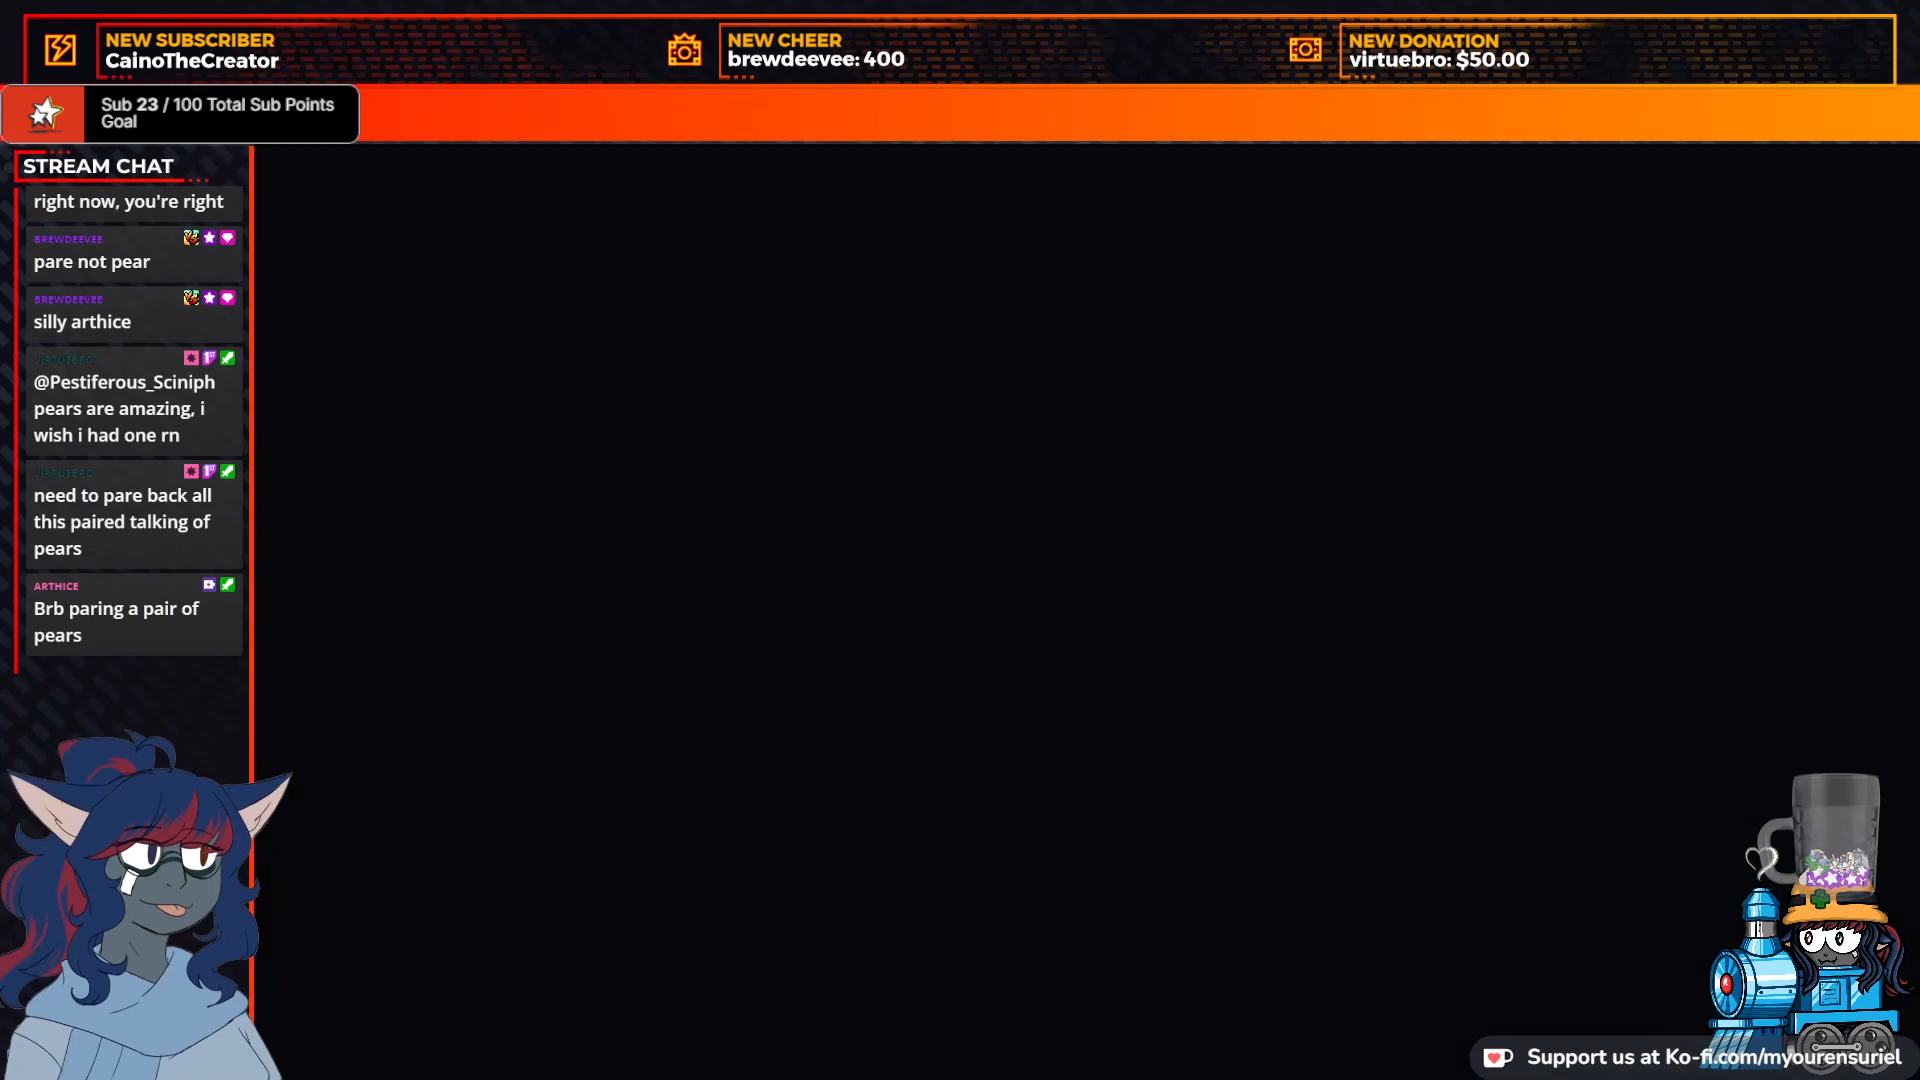 NEW SUBSCRIBER
CainoTheCreator
NEW CHEER
brewdeevee: 400
NEW DONATION
virtuebro: $50.00
Sub 23 / 100 Total Sub Points
Goal
STREAM CHAT
right now, you're right
BREWDEEVEE
pare not pear
BREWDEEVEE
silly arthice
VIRTUEBRO
@Pestiferous_Sciniph
pears are amazing, i
wish i had one rn
VIRTUEBRO
need to pare back all
this paired talking of
pears
ARTHICE
Brb paring a pair of
pears
Support us at Ko-fi.com/myourensuriel